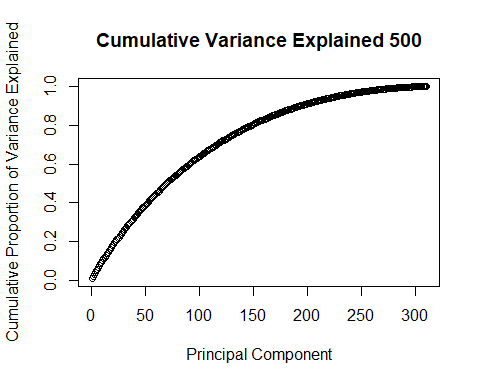 Cumulative Variance Explained 500
Cumulative Proportion of Variance Explained
1.0
0.8
0.6
0.4
0.2
0.0
0 50 100 150 200 250 300
Principal Component